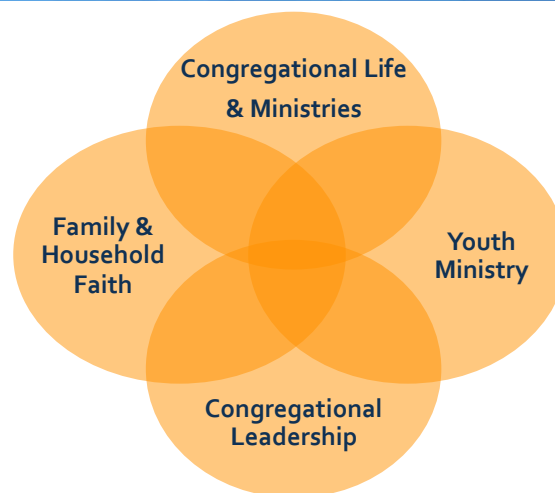 Congregational Life
& Ministries
Family &
Household
Faith
Youth
Ministry
Congregational
Leadership